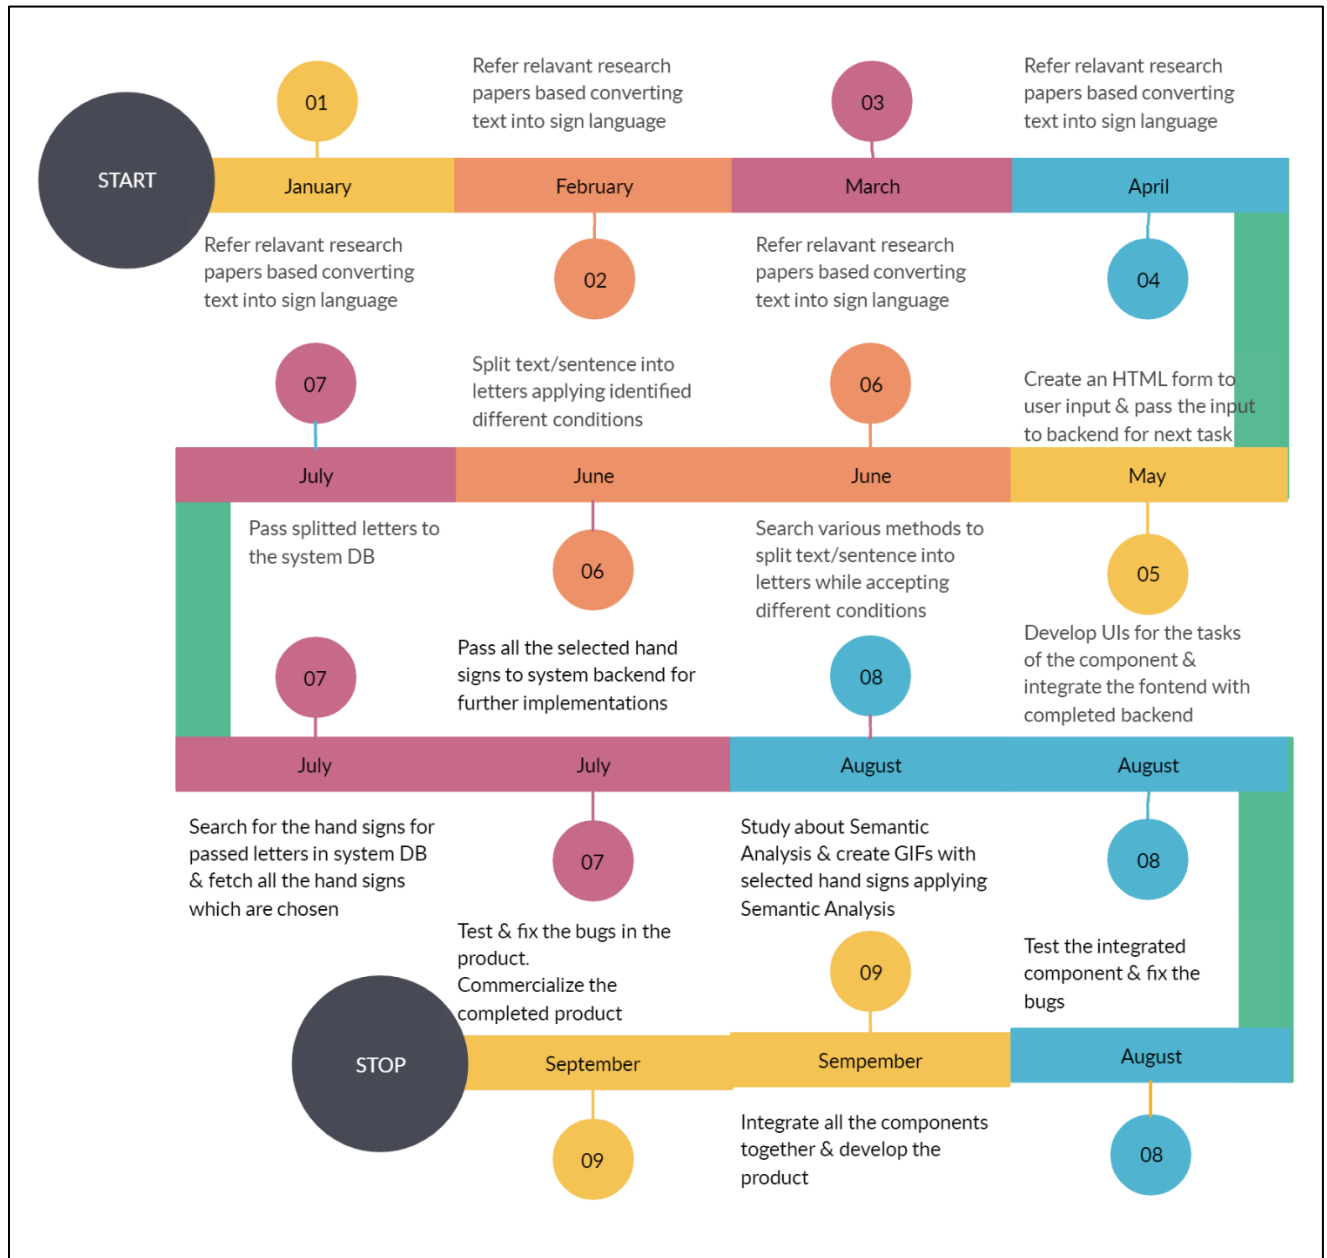 01
Refer relavant research
papers based converting
text into sign language
03
Refer relavant research
papers based converting
text into sign language
START
January
February
March
April
Refer relavant research
papers based converting
text into sign language
02
Refer relavant research
papers based converting
text into sign language
04
07
Split text/sentence into
letters applying identified
different conditions
06
Create an HTML form to
user input & pass the input
to backend for next task
July
June
June
May
Pass splitted letters to
the system DB
06
Search various methods to
split text/sentence into
letters while accepting
different conditions
05
07
Pass all the selected hand
signs to system backend for
further implementations
08
Develop UIs for the tasks
of the component &
integrate the fontend with
completed backend
July
July
August
August
Search for the hand signs for
passed letters in system DB
& fetch all the hand signs
which are chosen
07
Study about Semantic
Analysis & create GIFs with
selected hand signs applying
Semantic Analysis
08
Test & fix the bugs in the
product.
Commercialize the
completed product
09
Test the integrated
component & fix the
bugs
STOP
September
Sempember
August
09
Integrate all the components
together & develop the
product
08